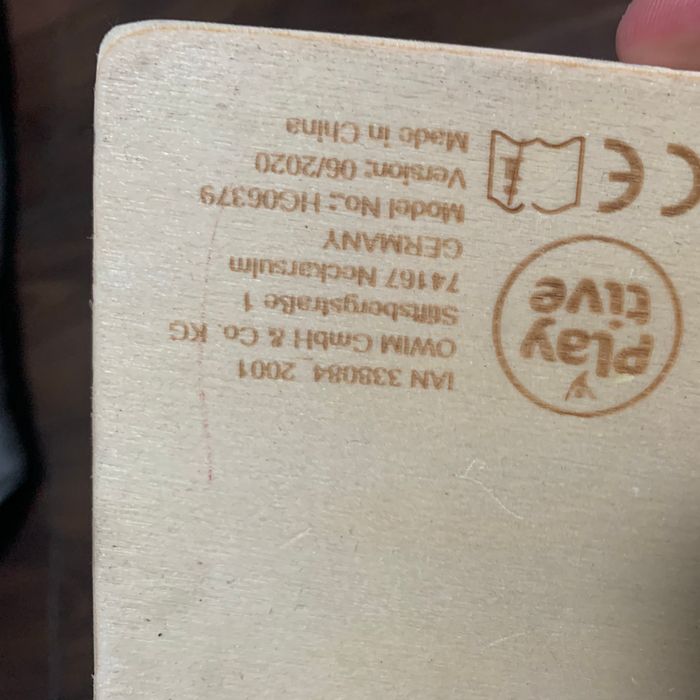 Play
tive
IAN 338084_2001
OWIM GmbH & Co. KG
Stiftsbergstraße 1
74167 Neckarsulm
GERMANY
Model No.: HG06379
Version: 06/2020
Made in China
CE